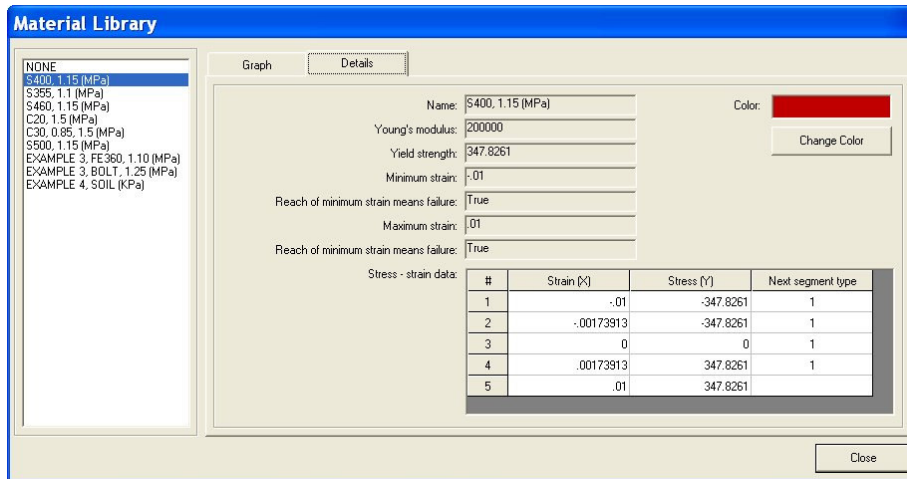 Material Library
NONE
S400, 1.15 (MPa)
S355, 1.1 (MPa)
S460, 1.15 (MPa)
C20, 1.5 (MPa)
C30, 0.85, 1.5 (MPa)
S500, 1.15 (MPa)
EXAMPLE 3, FE360, 1.10 (MPa)
EXAMPLE 3, BOLT, 1.25 (MPa)
EXAMPLE 4, SOIL (KPa)
Graph Details
Name: S400, 1.15 (MPa) Color:
Young's modulus: 200000 Change Color
Yield strength: 347.8261
Minimum strain: -.01
Reach of minimum strain means failure: True
Maximum strain: .01
Reach of minimum strain means failure: True
Stress - strain data:
# Strain (X) Stress (Y) Next segment type
1 -.01 -347.8261 1
2 -.00173913 -347.8261 1
3 0 0 1
4 .00173913 347.8261 1
5 .01 347.8261
Close